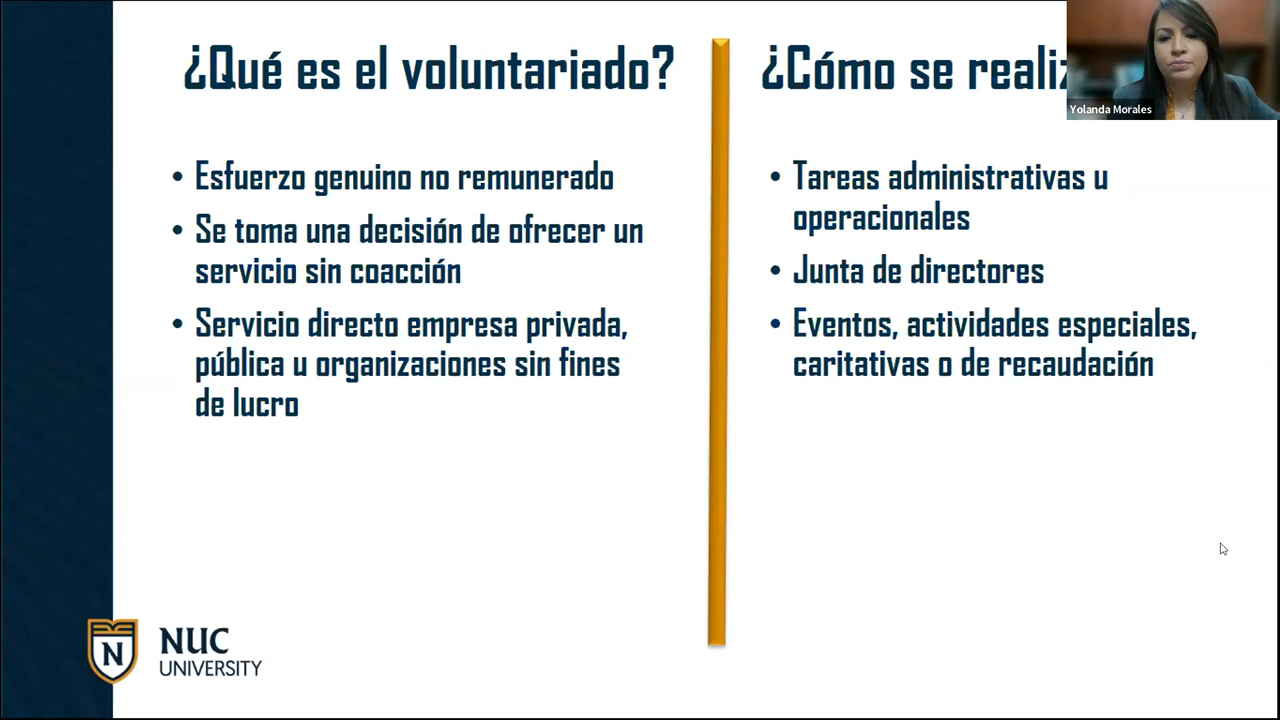 ¿Qué es el voluntariado?
• Esfuerzo genuino no remunerado
• Se toma una decisión de ofrecer un
servicio sin coacción
• Servicio directo empresa privada,
pública u organizaciones sin fines
de lucro
¿Cómo se realiz
• Tareas administrativas u
operacionales
• Junta de directores
• Eventos, actividades especiales,
caritativas o de recaudación
Yolanda Morales
N
NUC
UNIVERSITY